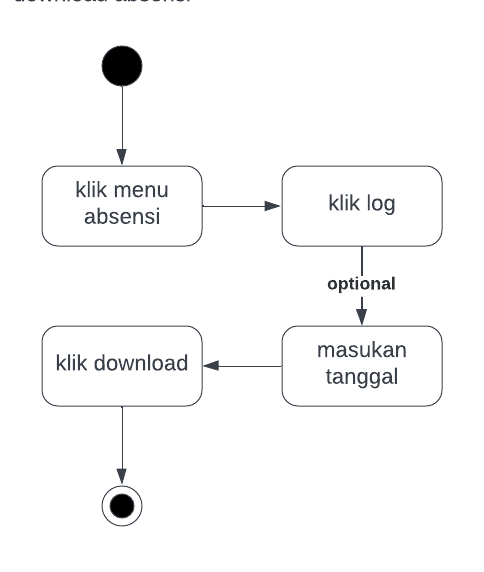 download absensi
klik menu
absensi
klik log
optional
masukan
tanggal
klik download